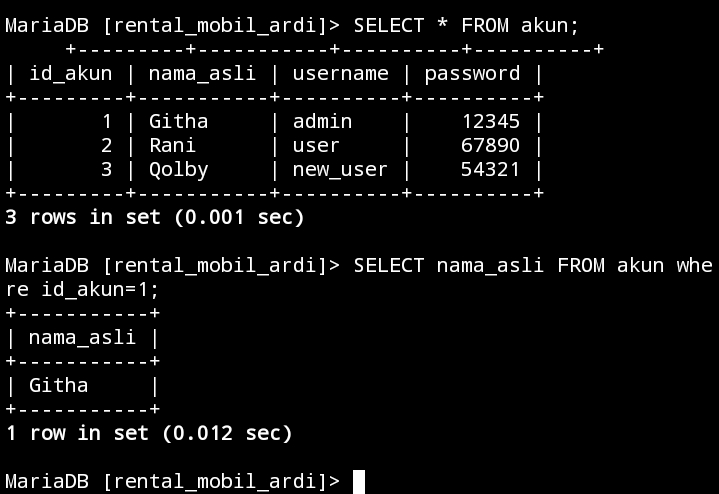 MariaDB [rental_mobil_ardi]> SELECT * FROM akun;
     +---------+-----------+----------+----------+
| id_akun | nama_asli | username | password |
+---------+-----------+----------+----------+
|       1 | Githa     | admin    |    12345 |
|       2 | Rani      | user     |    67890 |
|       3 | Qolby     | new_user |    54321 |
+---------+-----------+----------+----------+
3 rows in set (0.001 sec)

MariaDB [rental_mobil_ardi]> SELECT nama_asli FROM akun whe
re id_akun=1;
+-----------+
| nama_asli |
+-----------+
| Githa     |
+-----------+
1 row in set (0.012 sec)

MariaDB [rental_mobil_ardi]>